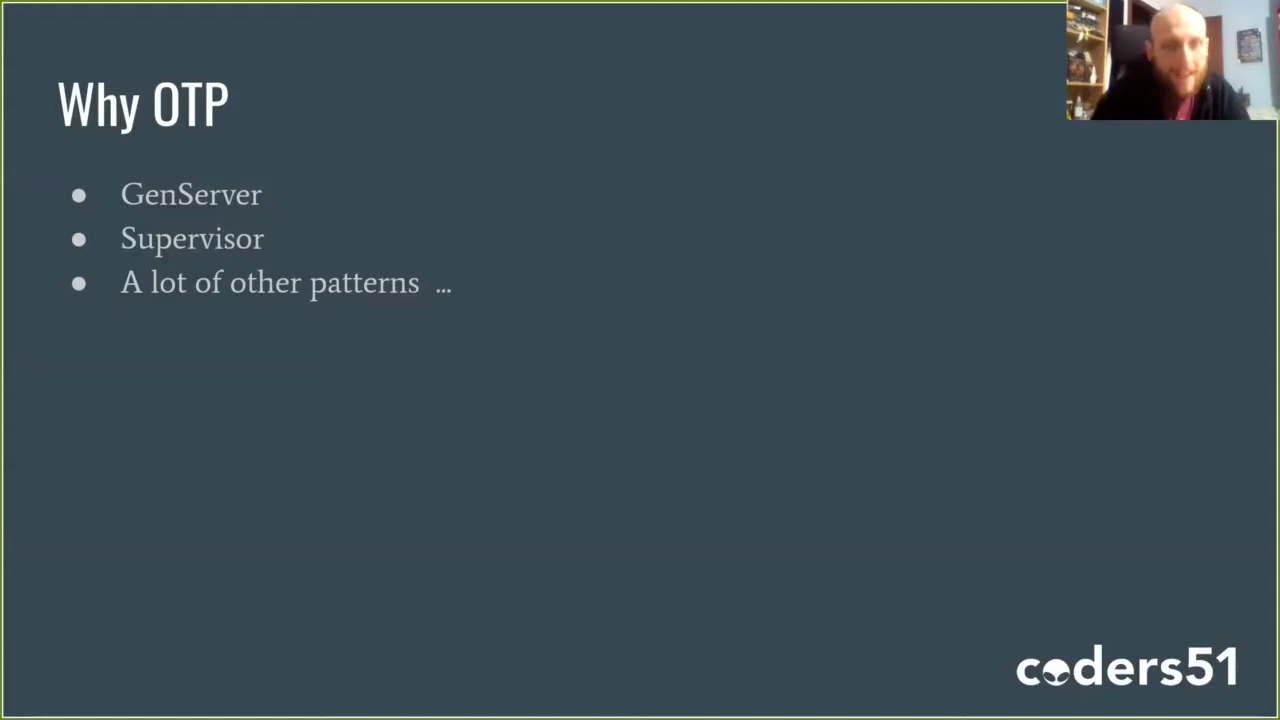 Why OTP
● GenServer
● Supervisor
● A lot of other patterns ...
coders51